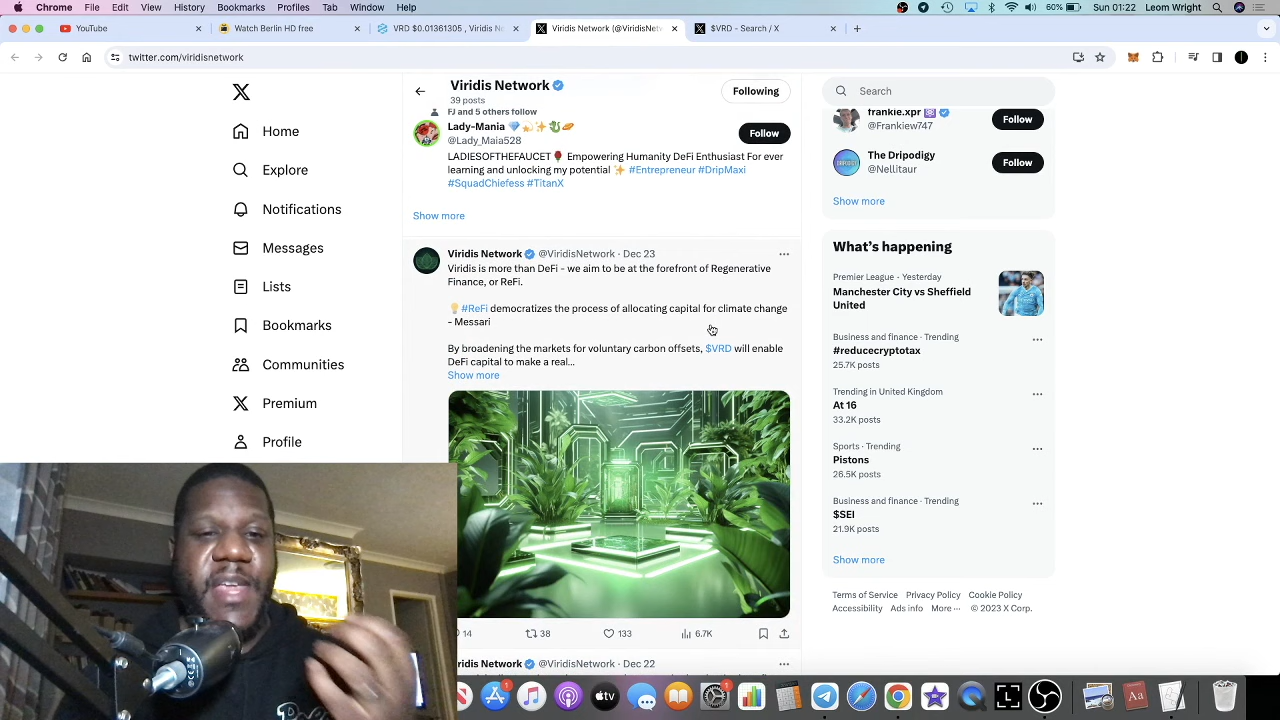 Chrome File Edit View History Bookmarks Profiles Tab Window Help
60% Sun 01:22 Leom Wright
YouTube
Watch Berlin HD free
VRD $0.01361305 , Viridis Ne
Viridis Network (@ViridisNetw
$VRD - Search / X
twitter.com/viridisnetwork
Home
Explore
Notifications
Messages
Lists
Bookmarks
Communities
Premium
Profile
Viridis Network
39 posts
Following
FJ and 5 others follow
Lady-Mania
@Lady_Maia528
Follow
LADIESOFTHEFAUCET🌹 Empowering Humanity DeFi Enthusiast For ever
learning and unlocking my potential ✨ #Entrepreneur #DripMaxi
#SquadChiefess #TitanX
Show more
Viridis Network @ViridisNetwork · Dec 23
Viridis is more than DeFi - we aim to be at the forefront of Regenerative
Finance, or ReFi.
💡#ReFi democratizes the process of allocating capital for climate change
- Messari
By broadening the markets for voluntary carbon offsets, $VRD will enable
DeFi capital to make a real...
Show more
14 38 133 6.7K
ridis Network @ViridisNetwork · Dec 22
Search
frankie.xpr
@Frankiew747
Follow
The Dripodigy
@Nellitaur
Follow
Show more
What's happening
Premier League · Yesterday
Manchester City vs Sheffield
United
Business and finance · Trending
#reducecryptotax
25.7K posts
Trending in United Kingdom
At 16
33.2K posts
Sports · Trending
Pistons
26.5K posts
Business and finance · Trending
$SEI
21.9K posts
Show more
Terms of Service Privacy Policy Cookie Policy
Accessibility Ads info More ··· © 2023 X Corp.
tv
Aa